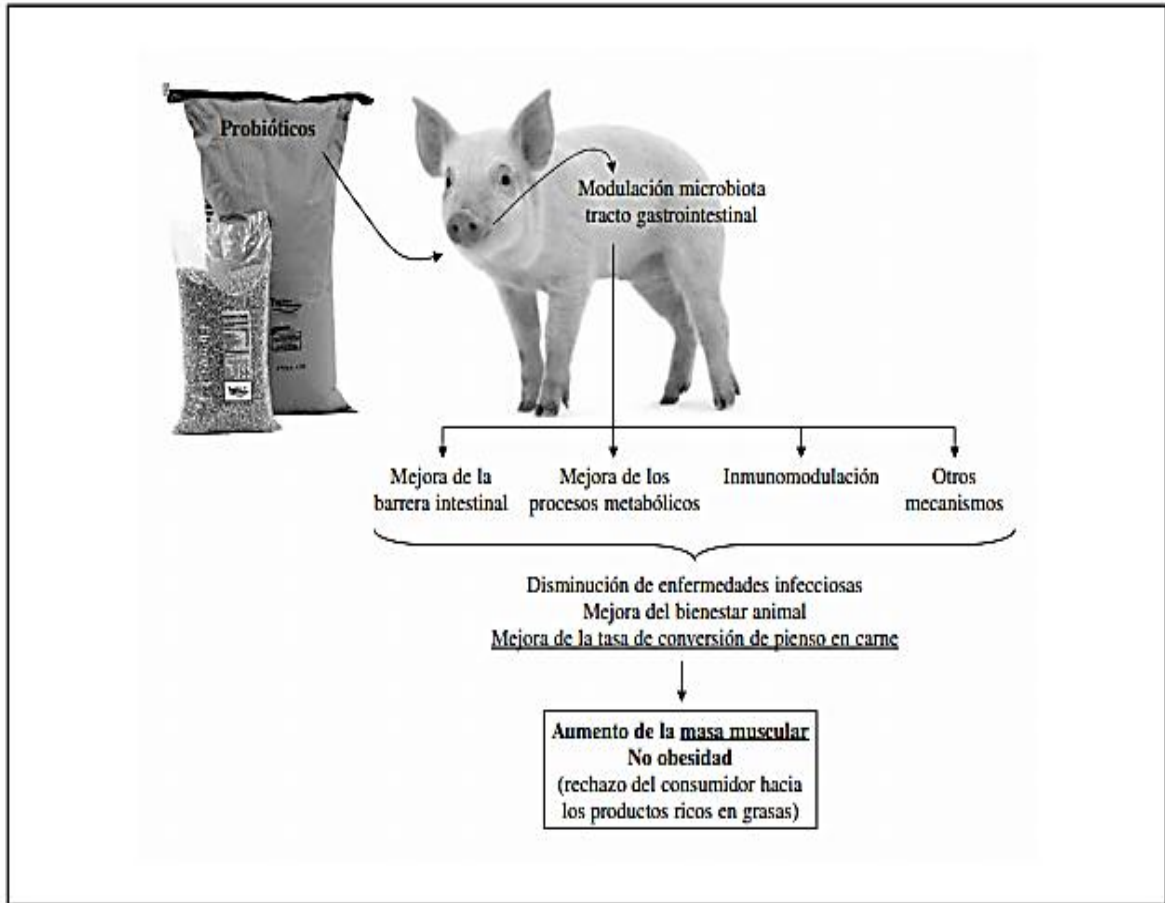 Probióticos
Modulación microbiota
tracto gastrointestinal
Mejora de la
barrera intestinal
Mejora de los
procesos metabólicos
Inmunomodulación
Otros
mecanismos
Disminución de enfermedades infecciosas
Mejora del bienestar animal
Mejora de la tasa de conversión de pienso en carne
Aumento de la masa muscular
No obesidad
(rechazo del consumidor hacia
los productos ricos en grasas)